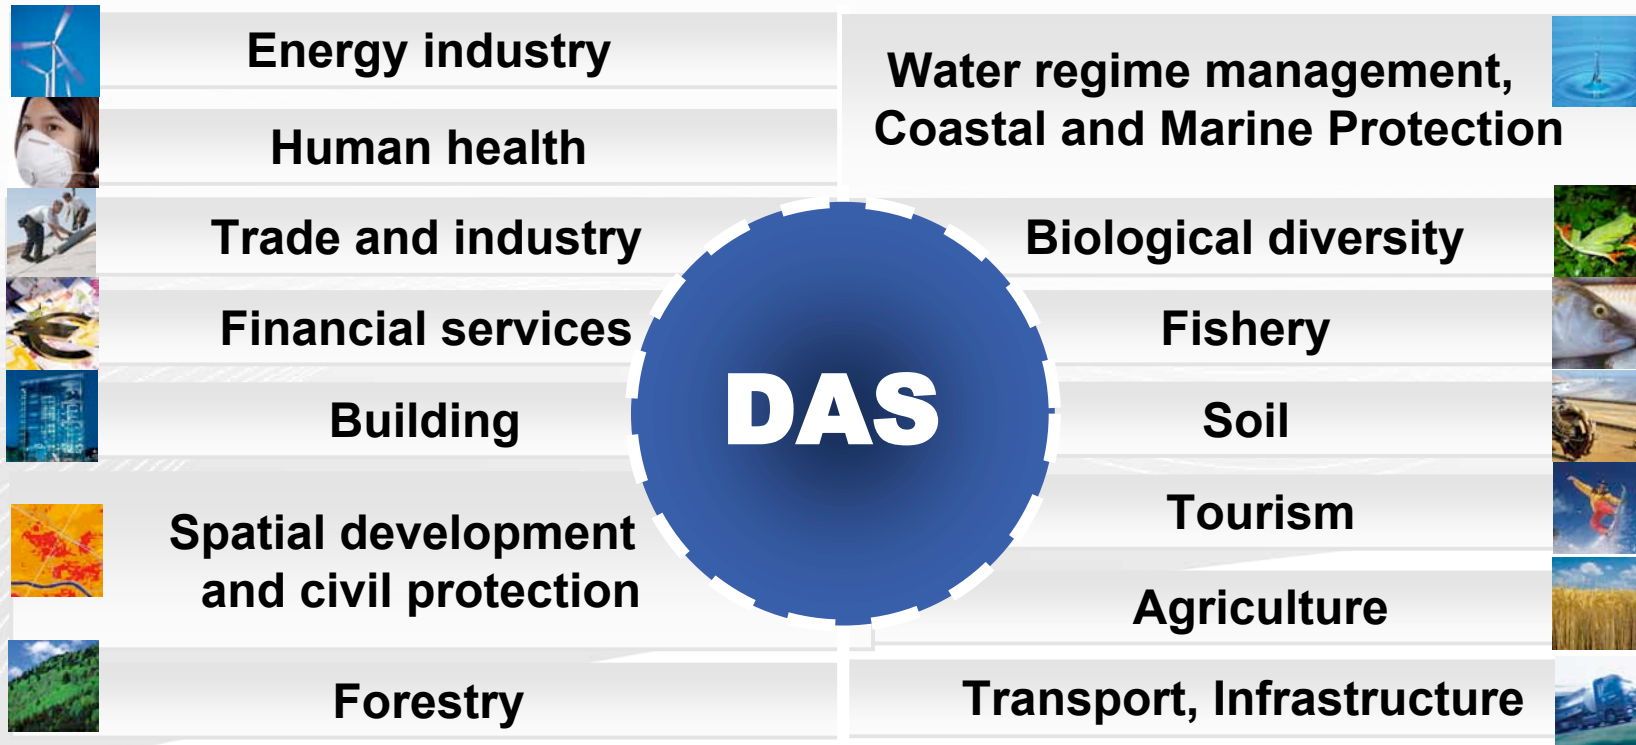 Energy industry
Human health
Trade and industry
Financial services
Building
Spatial development
and civil protection
Forestry
DAS
Water regime management,
Coastal and Marine Protection
Biological diversity
Fishery
Soil
Tourism
Agriculture
Transport, Infrastructure